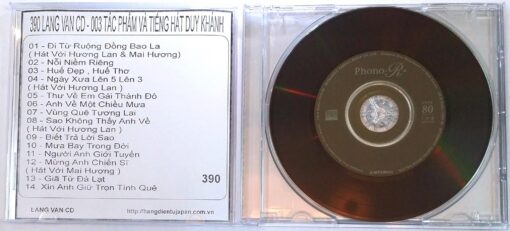 390 LANG VAN CD - 003 TÁC PHẨM VÀ TIẾNG HÁT DUY KHÁNH
01 - Đi Từ Ruộng Đồng Bao La
( Hát Với Hương Lan & Mai Hương)
02 - Nỗi Niềm Riêng
03 - Huế Đẹp , Huế Thơ
04 - Ngày Xưa Lên 5 Lên 3
( Hát Với Hương Lan )
05 - Thư Về Em Gái Thành Đô
06 - Anh Về Một Chiều Mưa
07 - Vùng Quê Tương Lai
08 - Sao Không Thấy Anh Về
( Hát Với Hương Lan )
09 - Biết Trả Lời Sao
10 - Mưa Bay Trong Đời
11 - Người Anh Giới Tuyến
12 - Mừng Anh Chiến Sĩ
( Hát Với Mai Hương )
13 - Giã Từ Đà Lạt
14 - Xin Anh Giữ Trọn Tình Quê
390
LANG VAN CD
http://hangdientujapan.com.vn/
Phono-R
80